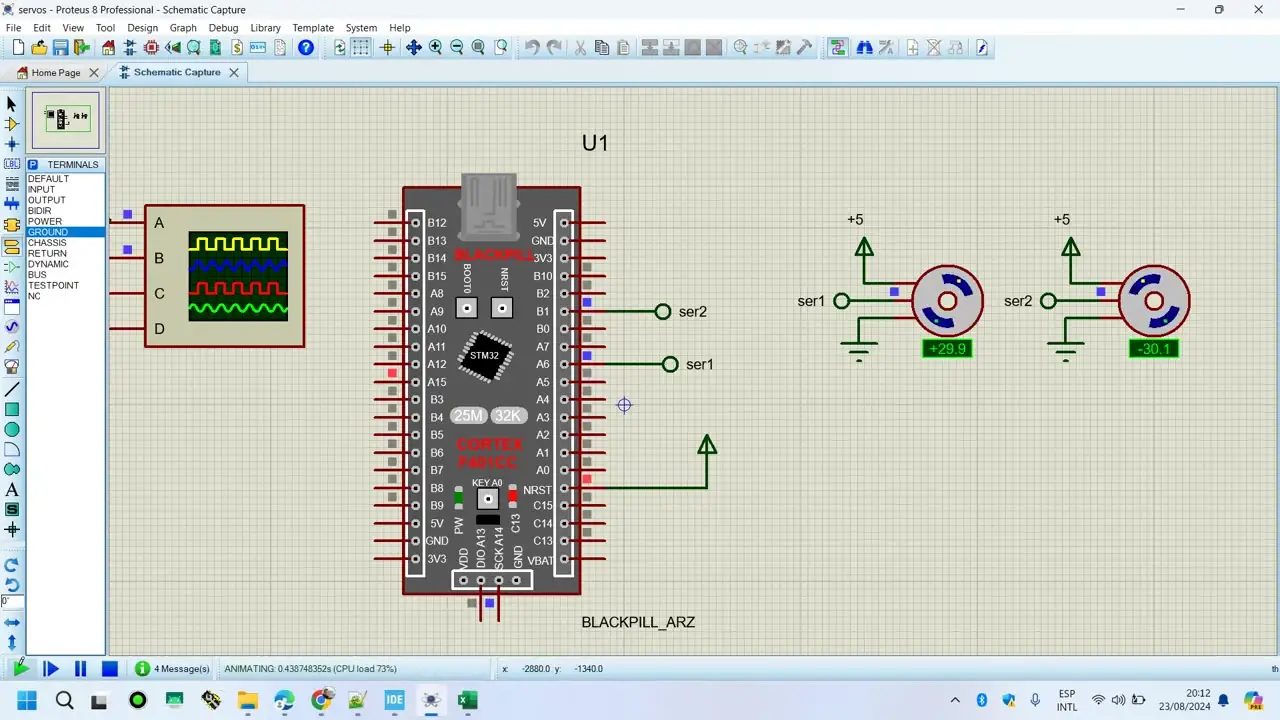 servos - Proteus 8 Professional - Schematic Capture
File Edit View Tool Design Graph Debug Library Template System Help
Home Page Schematic Capture
P TERMINALS
DEFAULT
INPUT
OUTPUT
BIDIR
POWER
GROUND
CHASSIS
RETURN
DYNAMIC
BUS
TESTPOINT
NC
LBL
A
S
0°
A
B
C
D
U1
BLACKPILL
BOOT0
NRST
STM32
25M 32K
CORTEX
F401CC
KEY A0
PW
C13
VDD
DIO A13
SCK A14
GND
B12
B13
B14
B15
A8
A9
A10
A11
A12
A15
B3
B4
B5
B6
B7
B8
B9
5V
GND
3V3
5V
GND
3V3
B10
B2
B1
B0
A7
A6
A5
A4
A3
A2
A1
A0
NRST
C15
C14
C13
VBAT
ser2
ser1
BLACKPILL_ARZ
+5
ser1
+29.9
+5
ser2
-30.1
4 Message(s) ANIMATING: 0.438748352s (CPU load 73%) x: -2880.0 y: -1340.0 th
IDE
ESP
INTL
20:12
23/08/2024